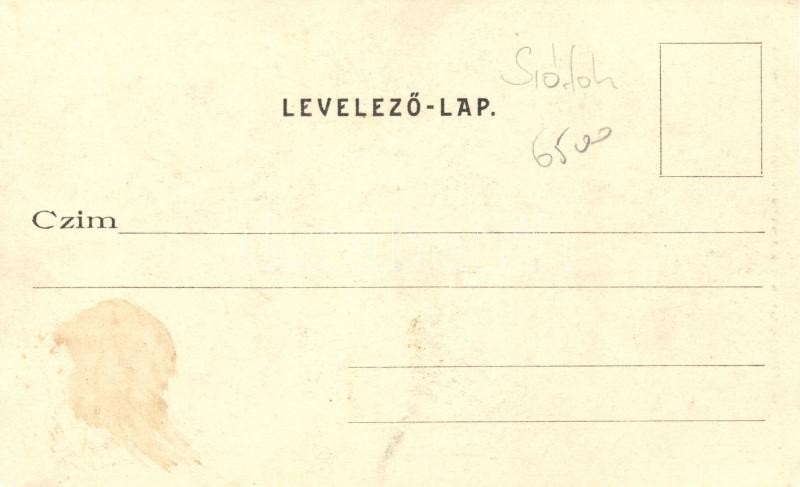 Siófok
LEVELEZŐ-LAP.
6500
Czim